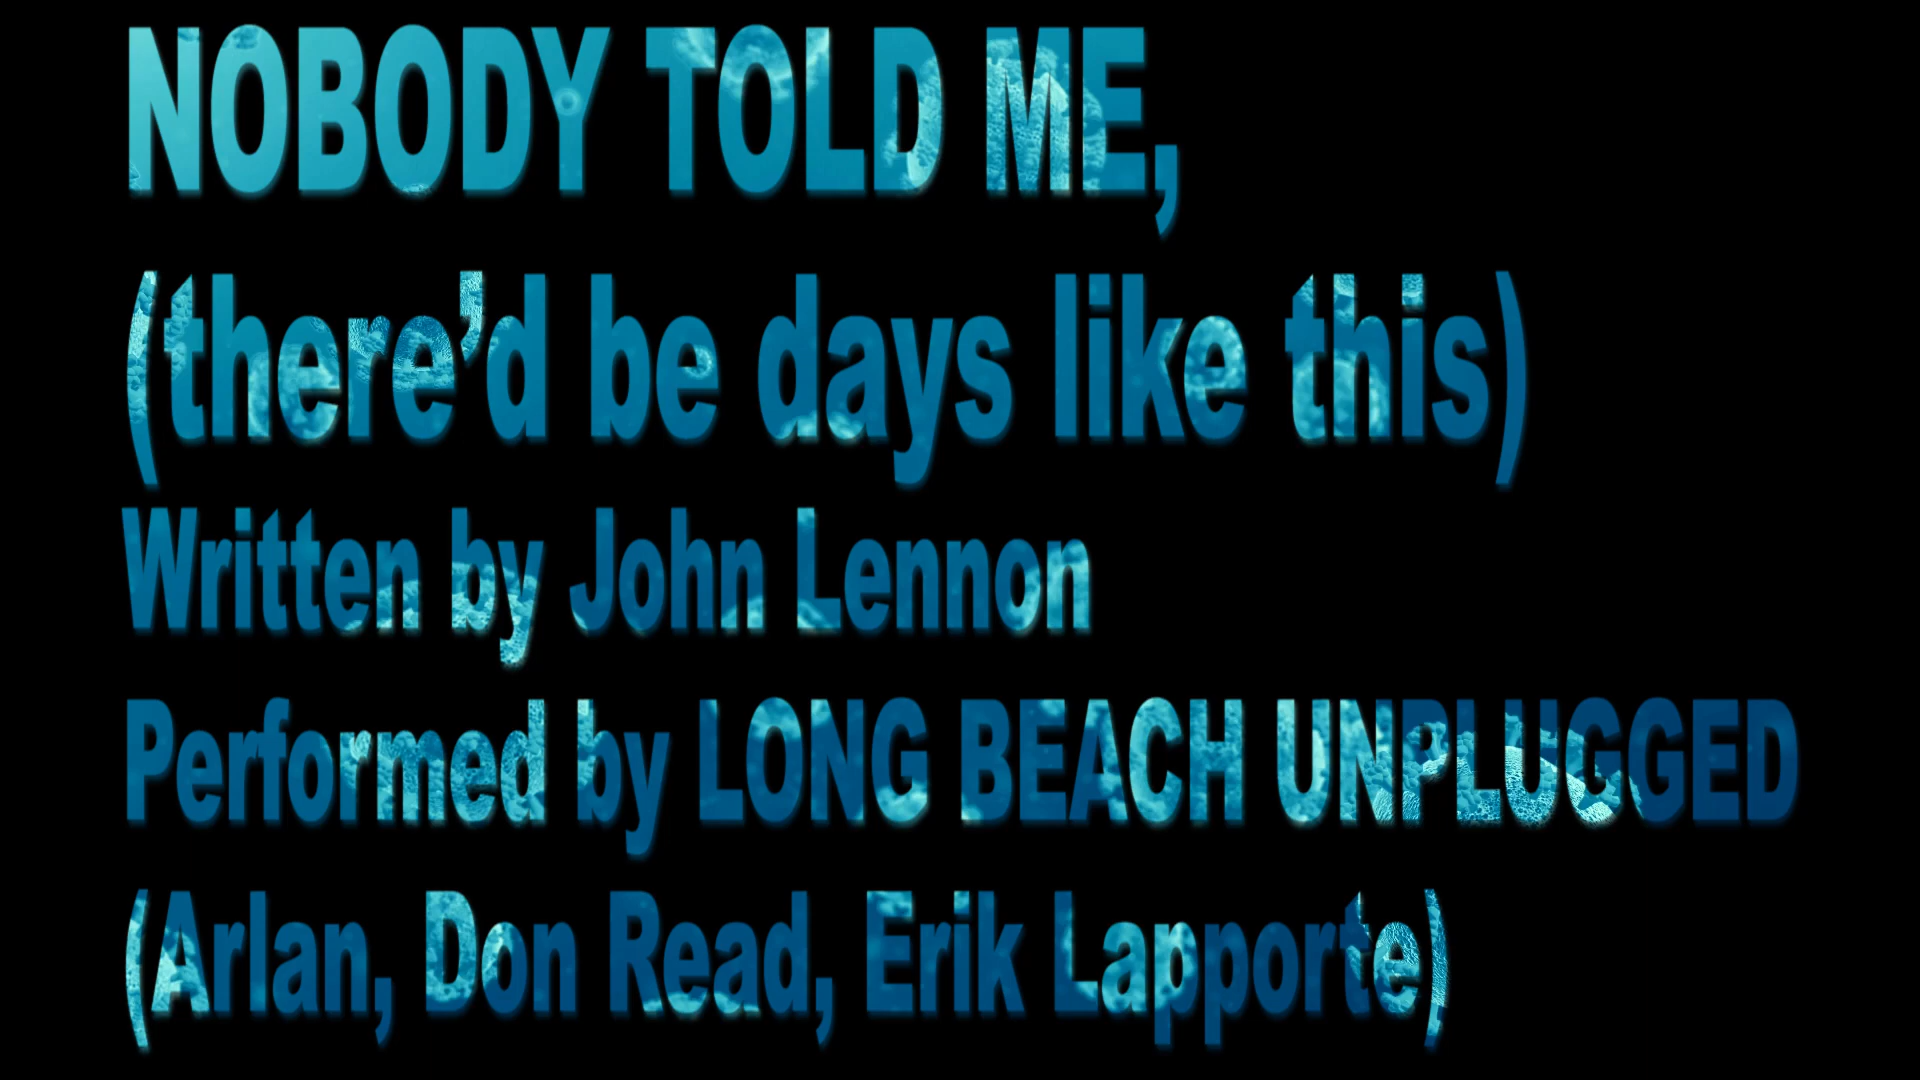 NOBODY TOLD ME,
(there’d be days like this)
Written by John Lennon
Performed by LONG BEACH UNPLUGGED
(Arlan, Don Read, Erik Lapporte)